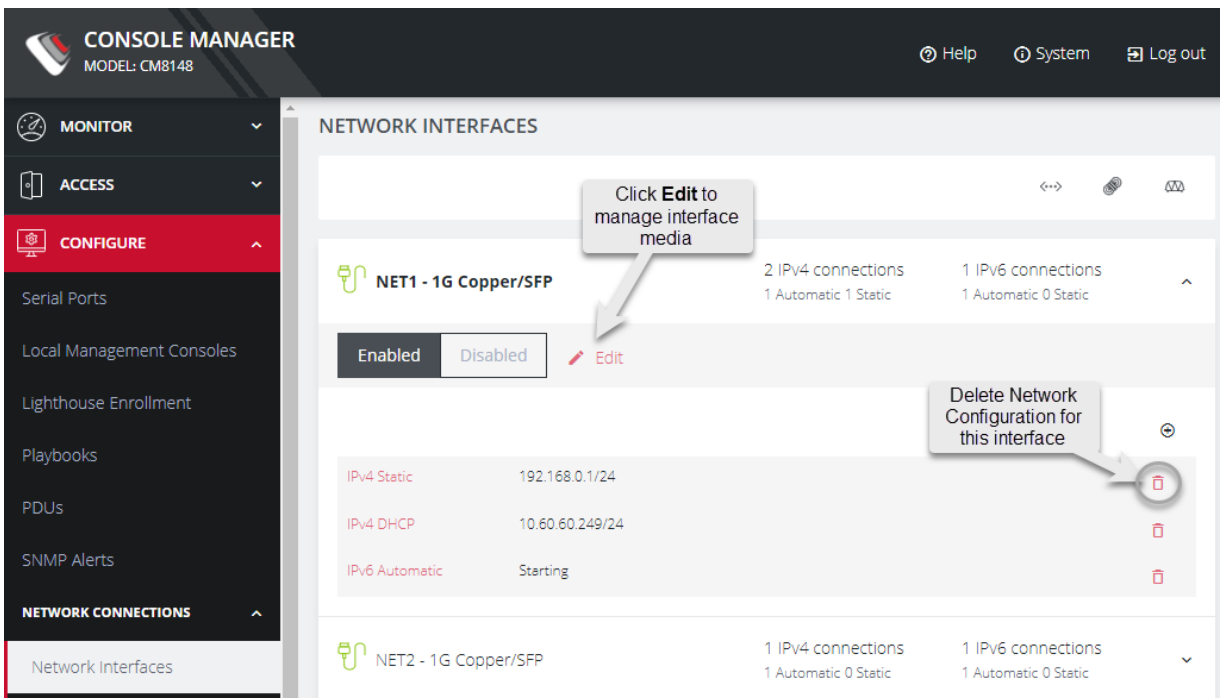 CONSOLE MANAGER
MODEL: CM8148
Help
System
Log out
MONITOR
ACCESS
CONFIGURE
Serial Ports
Local Management Consoles
Lighthouse Enrollment
Playbooks
PDUs
SNMP Alerts
NETWORK CONNECTIONS
Network Interfaces
NETWORK INTERFACES
Click Edit to
manage interface
media
NET1 - 1G Copper/SFP
2 IPv4 connections
1 Automatic 1 Static
1 IPv6 connections
1 Automatic 0 Static
Enabled
Disabled
Edit
Delete Network
Configuration for
this interface
IPv4 Static
192.168.0.1/24
IPv4 DHCP
10.60.60.249/24
IPv6 Automatic
Starting
NET2 - 1G Copper/SFP
1 IPv4 connections
1 Automatic 0 Static
1 IPv6 connections
1 Automatic 0 Static